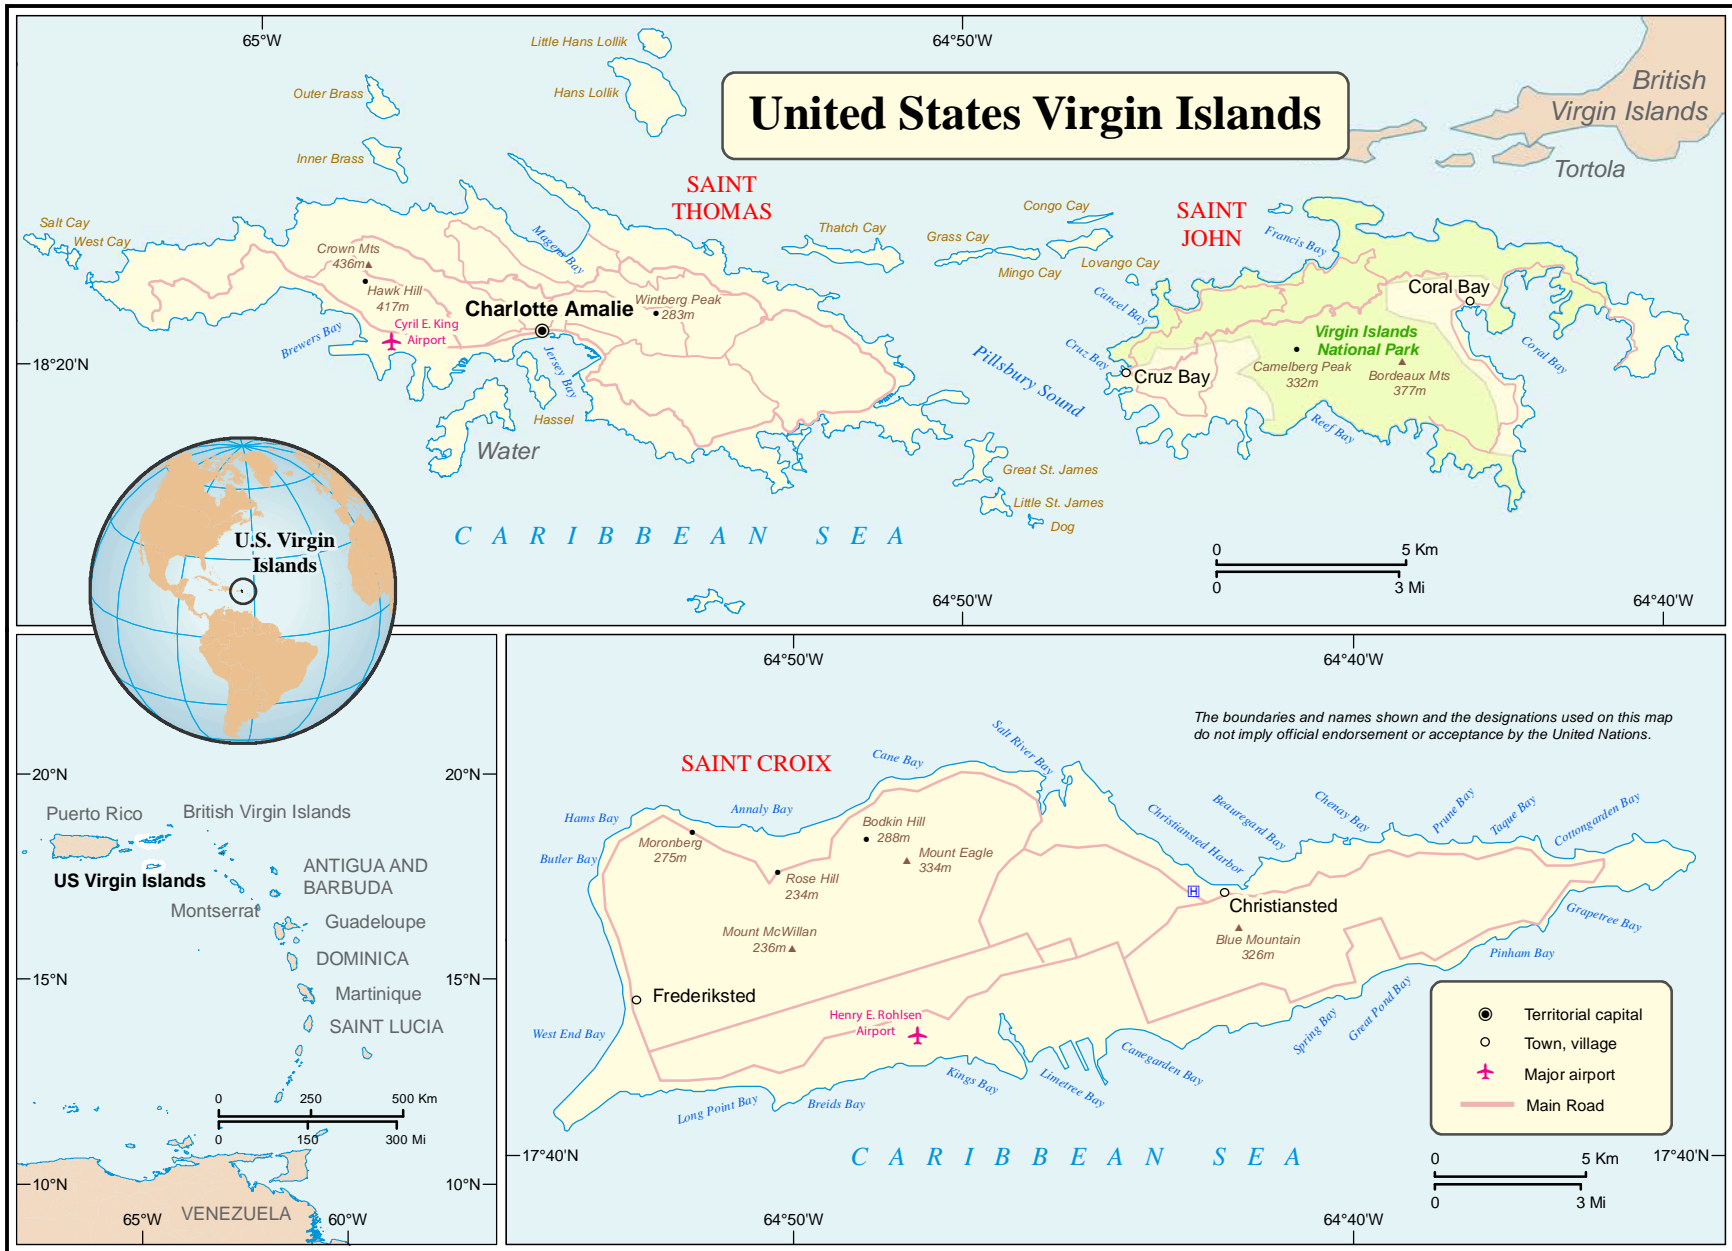 65°W
64°50'W
Little Hans Lollik
Hans Lollik
Outer Brass
Inner Brass
United States Virgin Islands
British
Virgin Islands
Tortola
SAINT
THOMAS
SAINT
JOHN
Salt Cay
West Cay
Crown Mts
436m
Hawk Hill
417m
Magens Bay
Charlotte Amalie
Wintberg Peak
283m
Cyril E. King
Airport
Brewers Bay
Jersey Bay
Hassel
Water
Thatch Cay
Grass Cay
Congo Cay
Mingo Cay
Lovango Cay
Francis Bay
Cancel Bay
Cruz Bay
Cruz Bay
Coral Bay
Coral Bay
Virgin Islands
National Park
Camelberg Peak
332m
Bordeaux Mts
377m
Reef Bay
Pillsbury Sound
18°20'N
Great St. James
Little St. James
Dog
CARIBBEAN SEA
0
5 Km
0
3 Mi
64°50'W
64°40'W
U.S. Virgin
Islands
20°N
20°N
Puerto Rico
British Virgin Islands
US Virgin Islands
ANTIGUA AND
BARBUDA
Montserrat
Guadeloupe
DOMINICA
15°N
15°N
Martinique
SAINT LUCIA
0
250
500 Km
0
150
300 Mi
10°N
10°N
VENEZUELA
65°W
60°W
64°50'W
64°40'W
The boundaries and names shown and the designations used on this map
do not imply official endorsement or acceptance by the United Nations.
SAINT CROIX
Cane Bay
Salt River Bay
Hams Bay
Annaly Bay
Butler Bay
Moronberg
275m
Bodkin Hill
288m
Mount Eagle
334m
Rose Hill
234m
Mount McWillan
236m
Christiansted Harbor
Beauregard Bay
Chenay Bay
Prune Bay
Taque Bay
Cottongarden Bay
H
Christiansted
Blue Mountain
326m
Grapetree Bay
Pinham Bay
Great Pond Bay
Spring Bay
Canegarden Bay
Limetree Bay
Kings Bay
Breids Bay
Long Point Bay
West End Bay
Frederiksted
Henry E. Rohlsen
Airport
Territorial capital
Town, village
Major airport
Main Road
17°40'N
CARIBBEAN SEA
0
5 Km
0
3 Mi
17°40'N
64°50'W
64°40'W